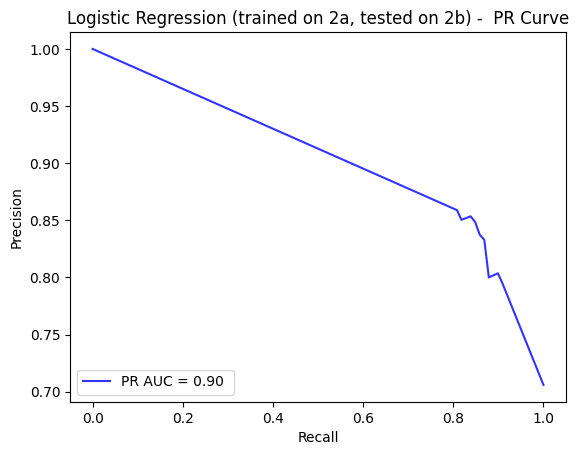 Logistic Regression (trained on 2a, tested on 2b) -  PR Curve
1.00
0.95
0.90
0.85
0.80
0.75
0.70
Precision
PR AUC = 0.90
0.0 0.2 0.4 0.6 0.8 1.0
Recall